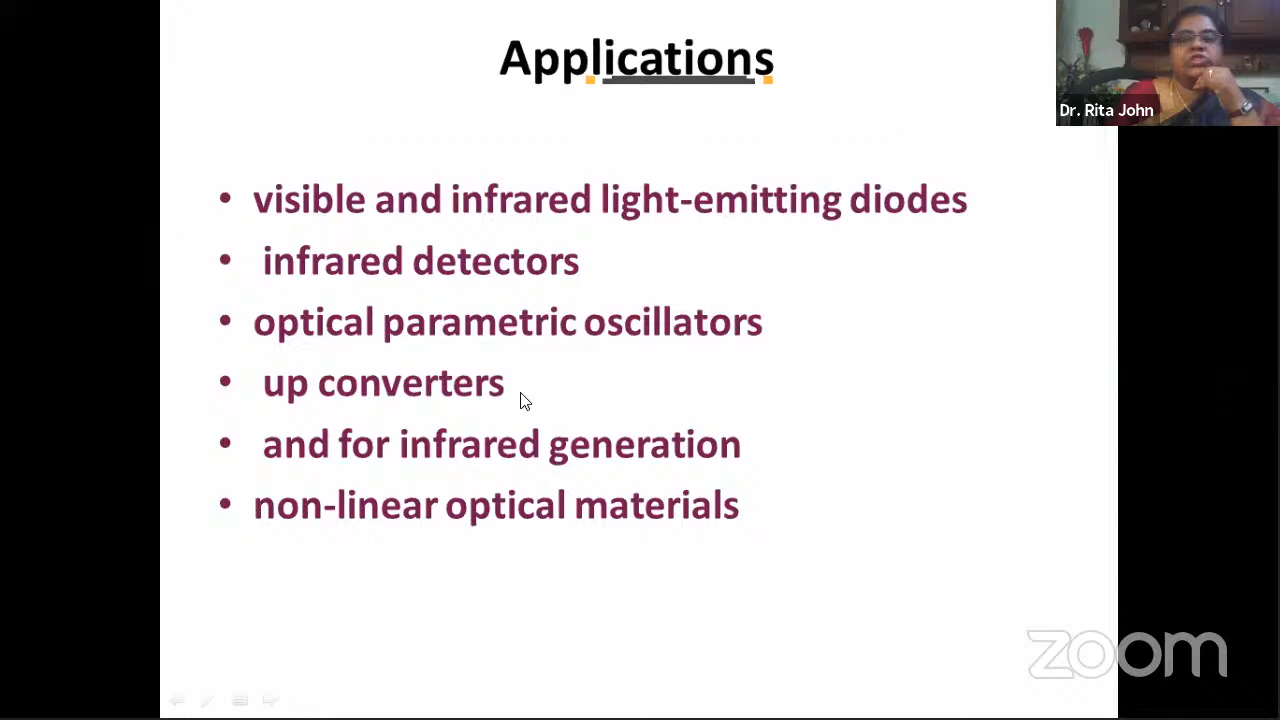 Applications
Dr. Rita John
• visible and infrared light-emitting diodes
• infrared detectors
• optical parametric oscillators
• up converters
• and for infrared generation
• non-linear optical materials
zoom